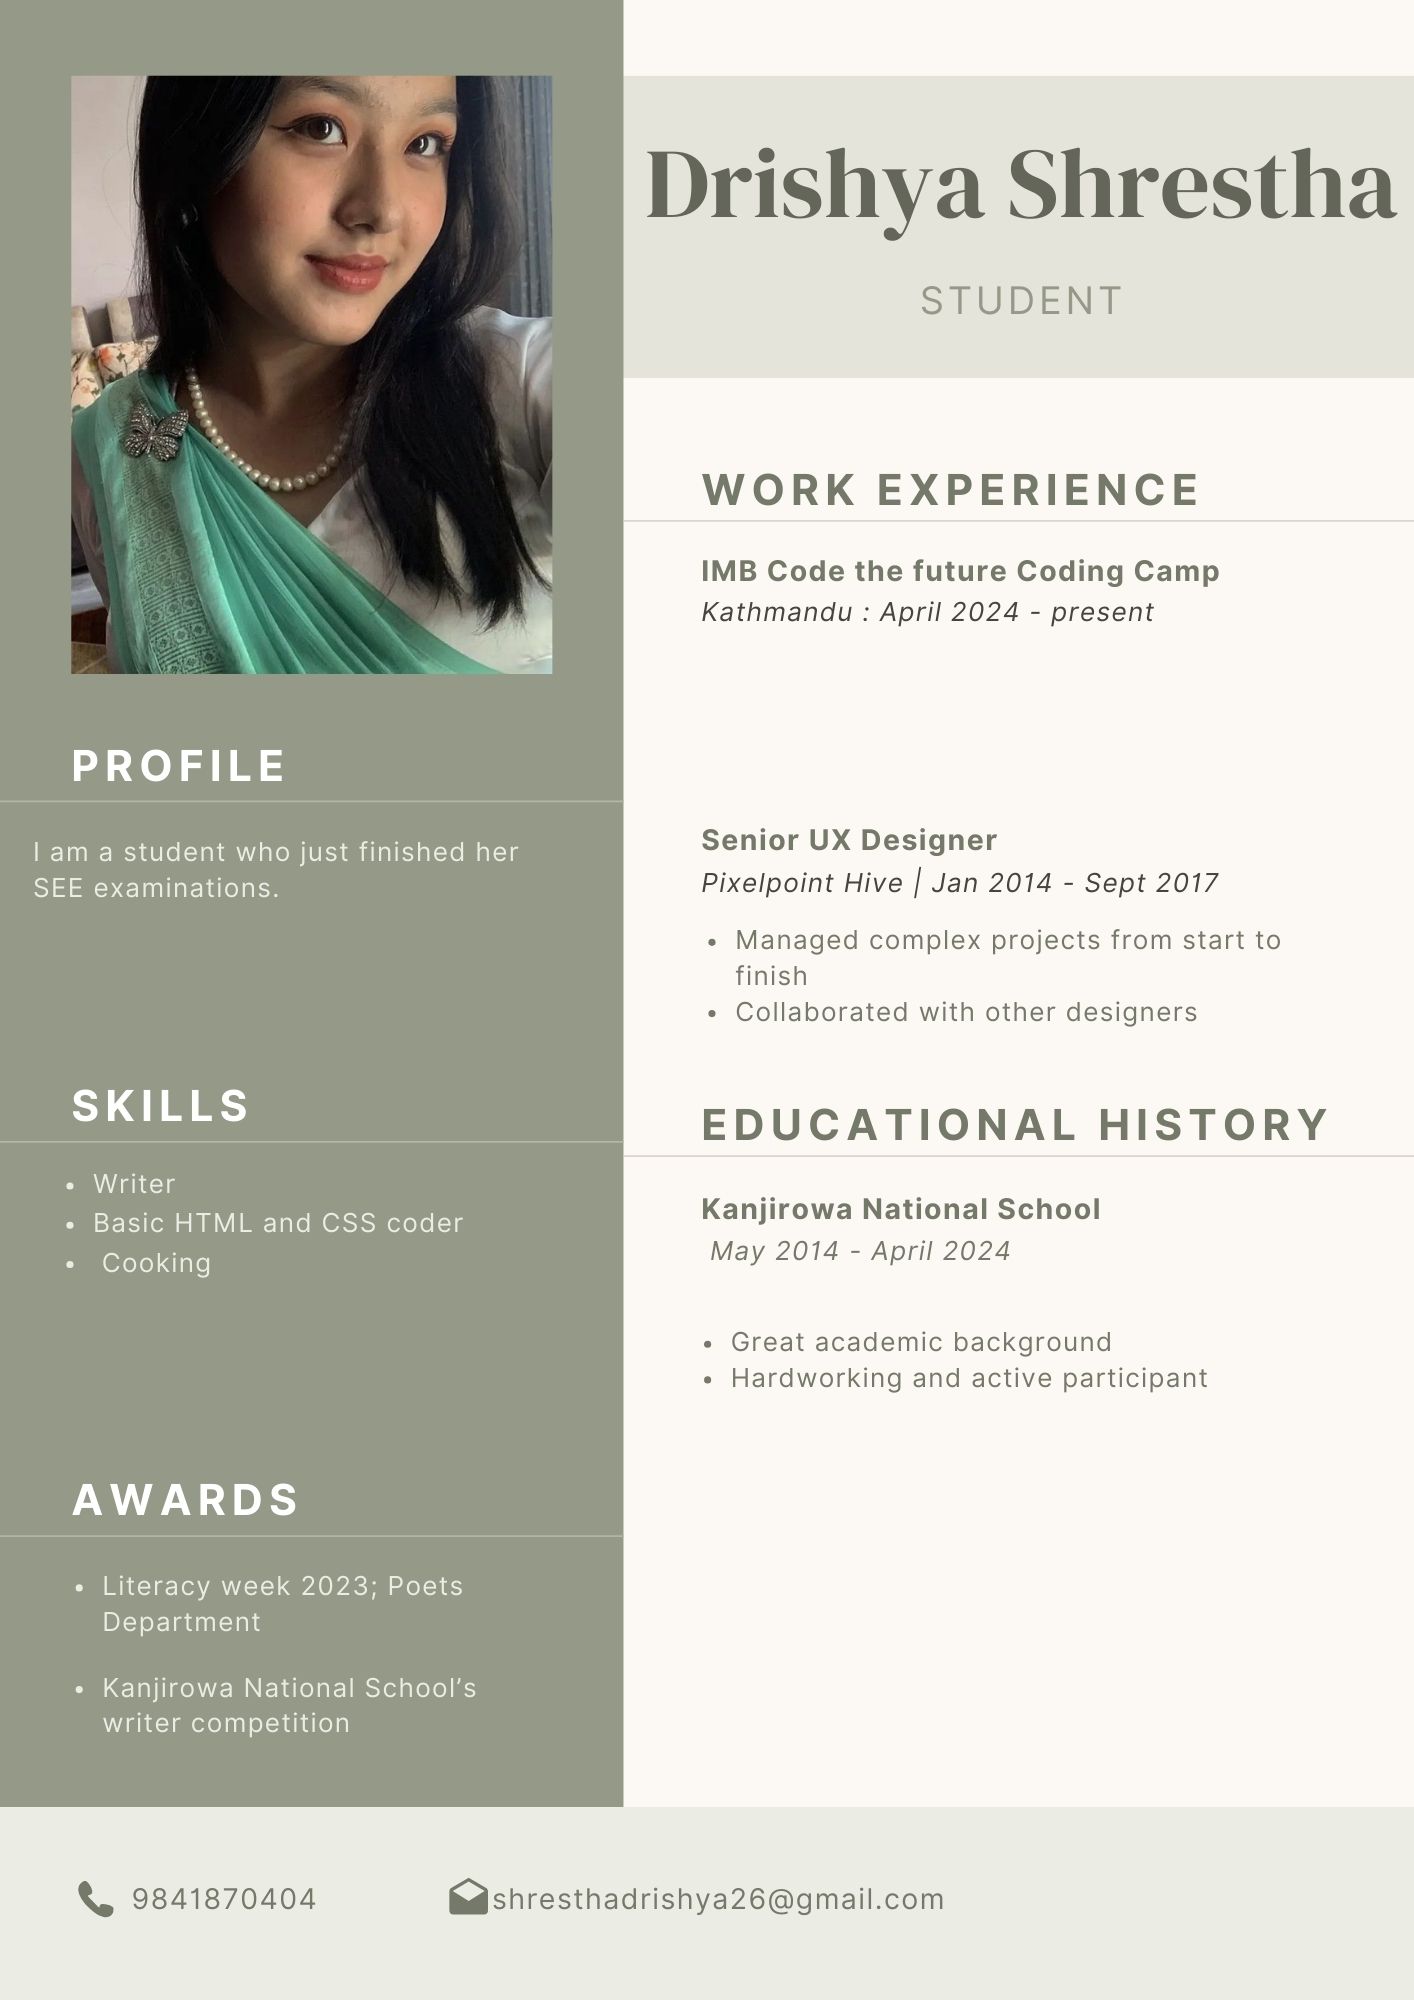 Drishya Shrestha
STUDENT
PROFILE
I am a student who just finished her
SEE examinations.
SKILLS
• Writer
• Basic HTML and CSS coder
• Cooking
AWARDS
• Literacy week 2023; Poets
Department
• Kanjirowa National School’s
writer competition
WORK EXPERIENCE
IMB Code the future Coding Camp
Kathmandu : April 2024 - present
Senior UX Designer
Pixelpoint Hive | Jan 2014 - Sept 2017
• Managed complex projects from start to
finish
• Collaborated with other designers
EDUCATIONAL HISTORY
Kanjirowa National School
May 2014 - April 2024
• Great academic background
• Hardworking and active participant
9841870404
shresthadrishya26@gmail.com